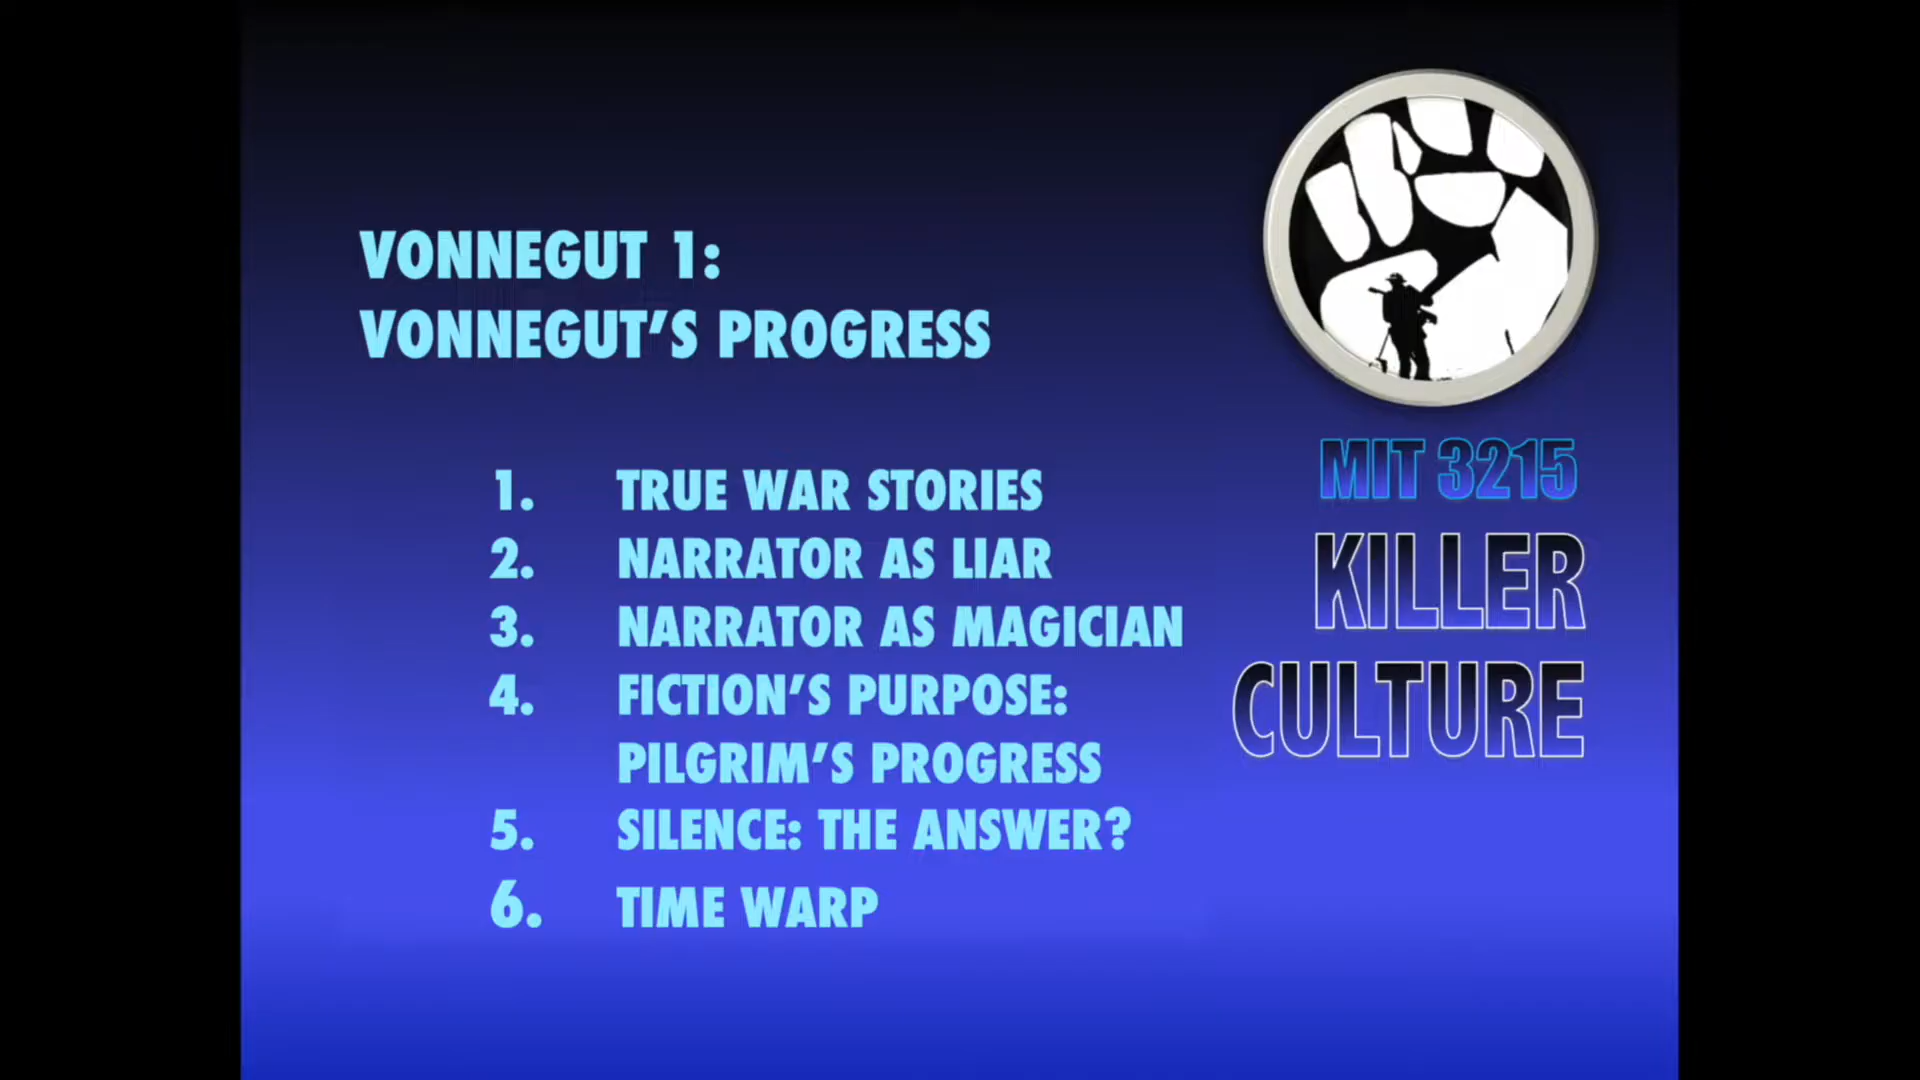 VONNEGUT 1:
VONNEGUT’S PROGRESS
1. TRUE WAR STORIES
2. NARRATOR AS LIAR
3. NARRATOR AS MAGICIAN
4. FICTION’S PURPOSE:
PILGRIM’S PROGRESS
5. SILENCE: THE ANSWER?
6. TIME WARP
MIT 3215
KILLER
CULTURE